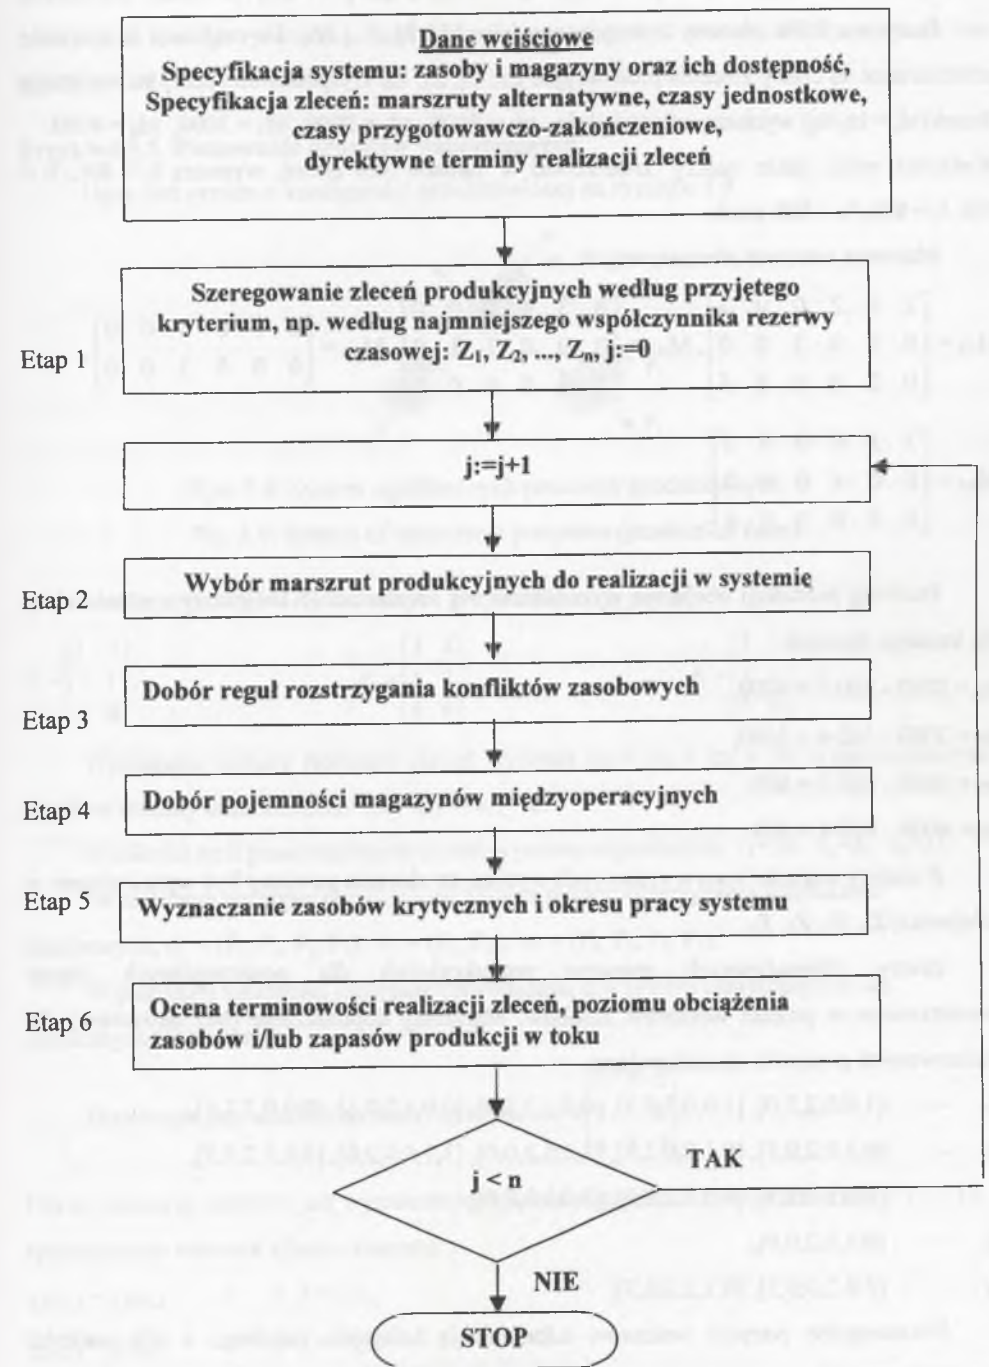 Dane wejściowe
Specyfikacja systemu: zasoby i magazyny oraz ich dostępność,
Specyfikacja zleceń: marszruty alternatywne, czasy jednostkowe,
czasy przygotowawczo-zakończeniowe,
dyrektywne terminy realizacji zleceń
Szeregowanie zleceń produkcyjnych według przyjętego
kryterium, np. według najmniejszego współczynnika rezerwy
czasowej: Z₁, Z₂, ..., Zₙ, j:=0
Etap 1
j:=j+1
Wybór marszrut produkcyjnych do realizacji w systemie
Etap 2
Dobór reguł rozstrzygania konfliktów zasobowych
Etap 3
Dobór pojemności magazynów międzyoperacyjnych
Etap 4
Wyznaczanie zasobów krytycznych i okresu pracy systemu
Etap 5
Ocena terminowości realizacji zleceń, poziomu obciążenia
zasobów i/lub zapasów produkcji w toku
Etap 6
j < n
TAK
NIE
STOP